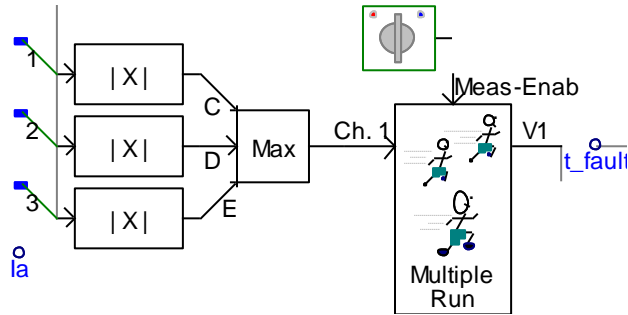 1
|X|
C
2
|X|
D
Max
3
|X|
E
Ia
Ch. 1
Meas-Enab
V1
t_fault
Multiple
Run